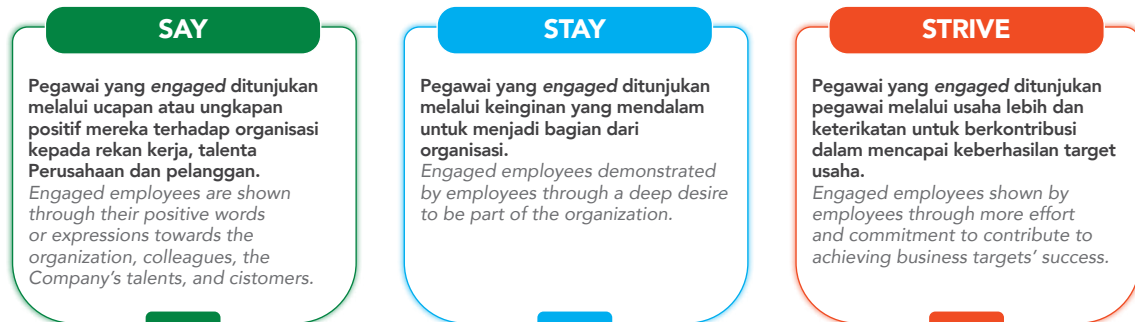 SAY
Pegawai yang engaged ditunjukan
melalui ucapan atau ungkapan
positif mereka terhadap organisasi
kepada rekan kerja, talenta
Perusahaan dan pelanggan.
Engaged employees are shown
through their positive words
or expressions towards the
organization, colleagues, the
Company's talents, and cistomers.
STAY
Pegawai yang engaged ditunjukan
melalui keinginan yang mendalam
untuk menjadi bagian dari
organisasi.
Engaged employees demonstrated
by employees through a deep desire
to be part of the organization.
STRIVE
Pegawai yang engaged ditunjukan
pegawai melalui usaha lebih dan
keterikatan untuk berkontribusi
dalam mencapai keberhasilan target
usaha.
Engaged employees shown by
employees through more effort
and commitment to contribute to
achieving business targets' success.